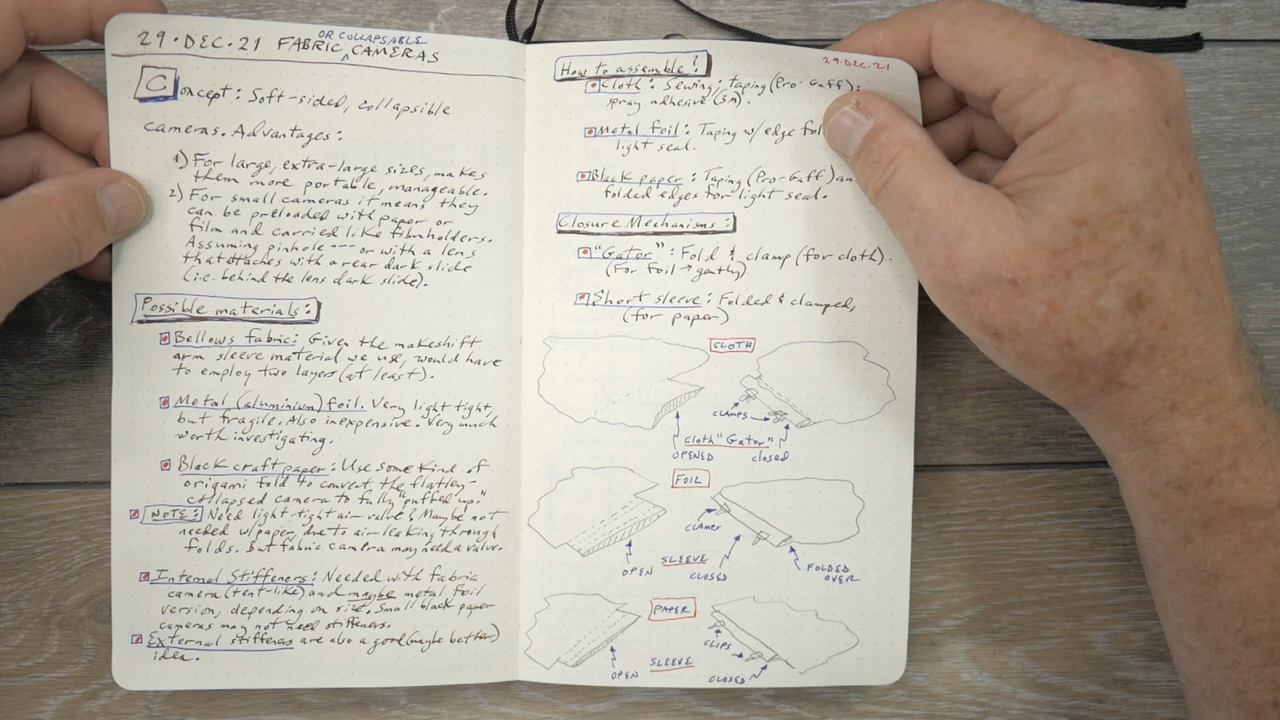 29·DEC·21 FABRIC OR COLLAPSABLE CAMERAS
Concept: Soft-sided, collapsible
cameras. Advantages:
1) For large, extra-large sizes, makes
them more portable, manageable.
2) For small cameras it means they
can be preloaded with paper or
film and carried like filmholders.
Assuming pinhole --- or with a lens
that attaches with a rear dark slide
(i.e. behind the lens dark slide).
Possible materials:
Bellows fabric: Given the makeshift
arm sleeve material we use, would have
to employ two layers (at least).
Metal (aluminium) foil. Very light tight,
but fragile. Also inexpensive. Very much
worth investigating.
Black craft paper: Use some kind of
origami fold to convert the flatley-
collapsed camera to fully "puffed up".
NOTE: Need light tight air valve? Maybe not
needed w/paper, due to air leaking through
folds. But fabric camera may need a valve.
Internal Stiffeners: Needed with fabric
camera (tent-like) and maybe metal foil
version, depending on size. Small black paper
cameras may not need stiffeners.
External stiffeners are also a good (maybe better)
idea.
29·DEC·21
How to assemble?
Cloth: Sewing; taping (Pro-Gaff);
spray adhesive (3M).
Metal foil: Taping w/edge
light seal.
Black paper: Taping (Pro-Gaff)
folded edges for light seal.
Closure Mechanisms:
"Gator": Fold & clamp (for cloth).
(For foil → gently)
Short sleeve: Folded & clamped,
(for paper)
CLOTH
CLAMPS
Cloth "Gator"
OPENED
closed
FOIL
CLAMPS
OPEN
SLEEVE
CLOSED
FOLDED
OVER
PAPER
CLIPS
OPEN
SLEEVE
CLOSED